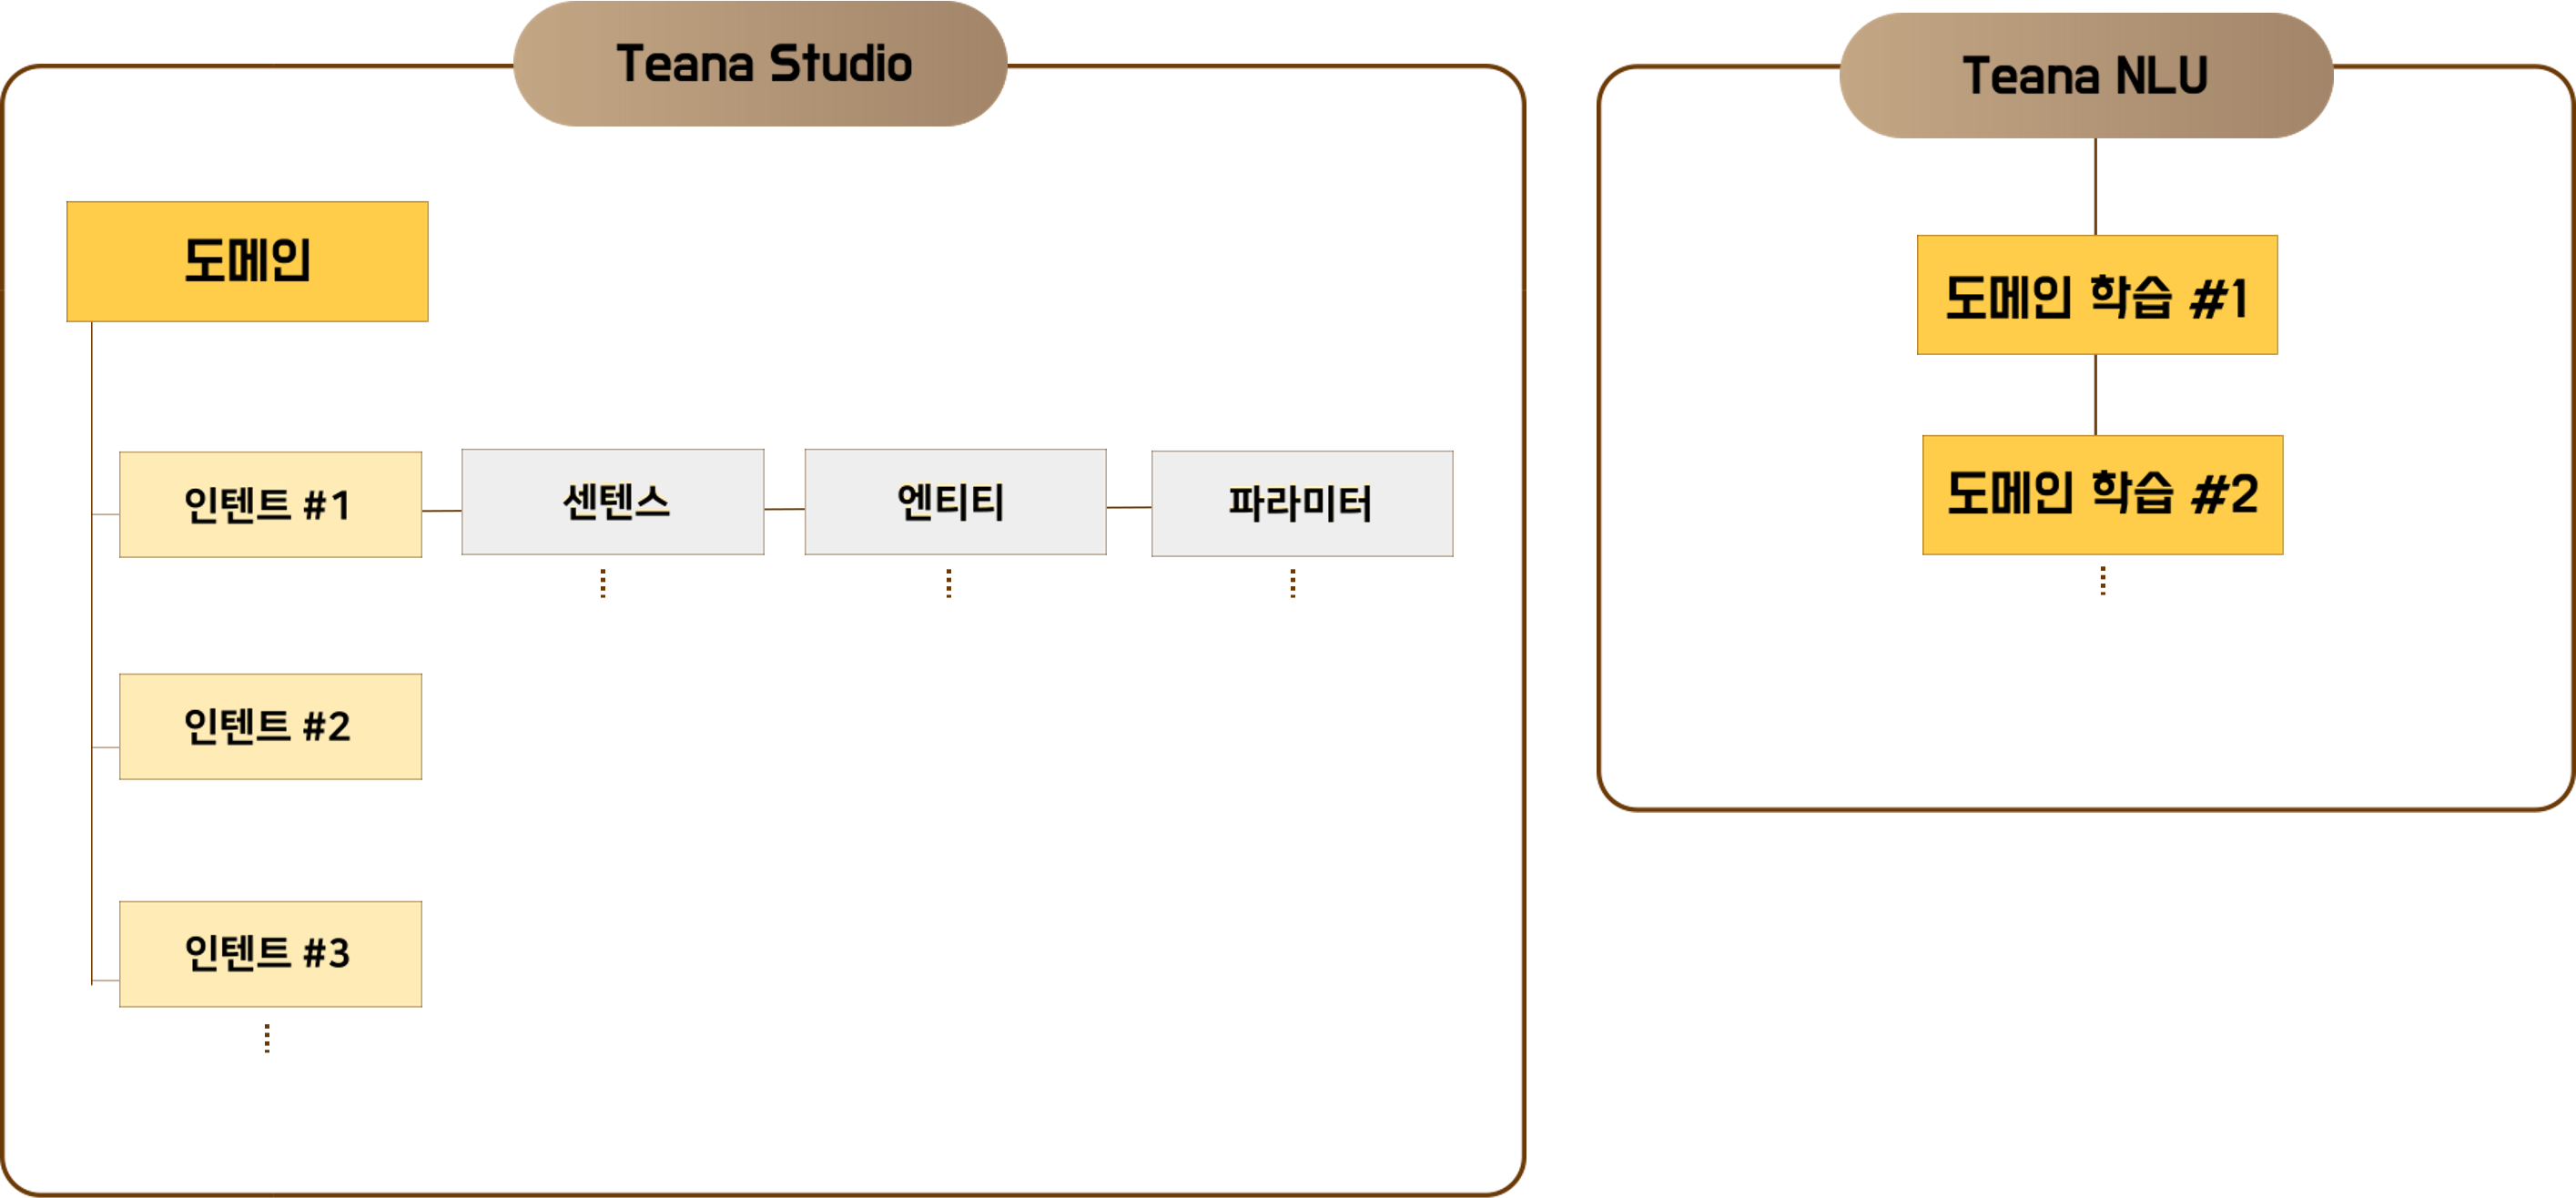 Teana Studio
도메인
인텐트 #1
센텐스
엔티티
파라미터
인텐트 #2
인텐트 #3
Teana NLU
도메인 학습 #1
도메인 학습 #2